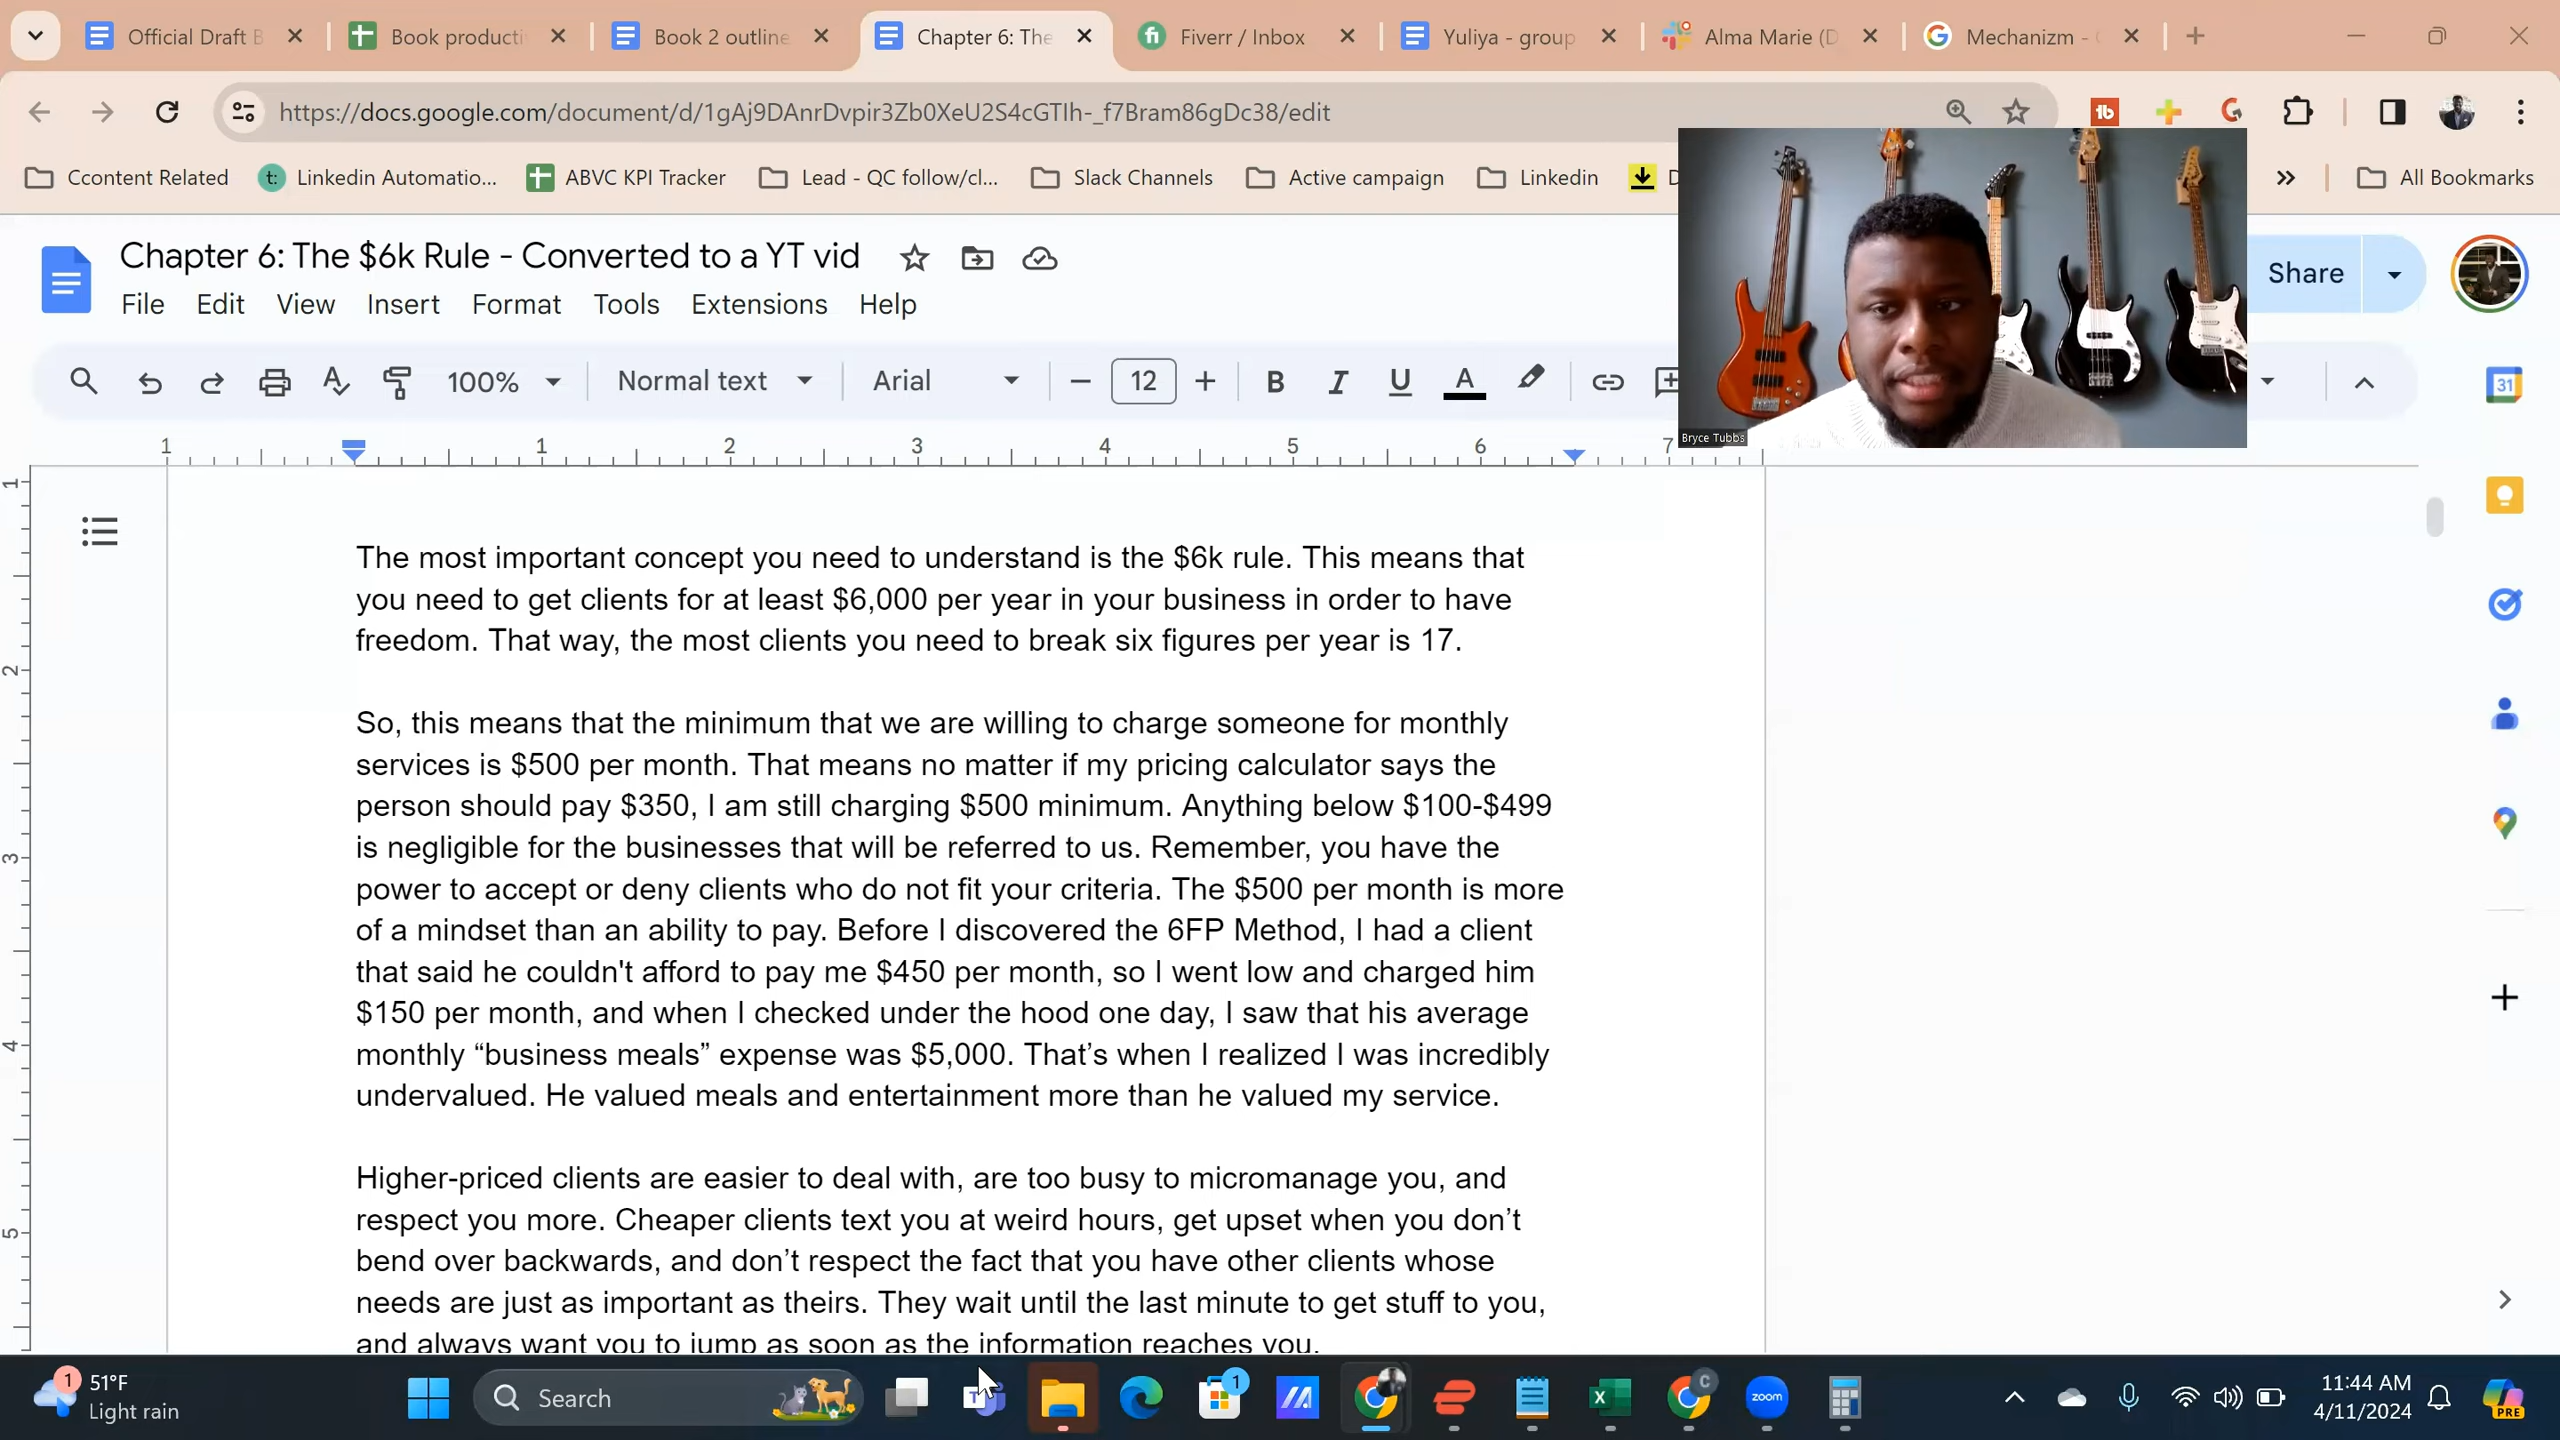 Official Draft B
Book producti
Book 2 outline
Chapter 6: The
Fiverr / Inbox
Yuliya - group
Alma Marie (D
Mechanizm -
https://docs.google.com/document/d/1gAj9DAnrDvpir3Zb0XeU2S4cGTIh-_f7Bram86gDc38/edit
Ccontent Related
t:
Linkedin Automatio...
ABVC KPI Tracker
Lead - QC follow/cl...
Slack Channels
Active campaign
Linkedin
D
All Bookmarks
Chapter 6: The $6k Rule - Converted to a YT vid
Share
File Edit View Insert Format Tools Extensions Help
100% Normal text Arial 12 B I U A
31
Bryce Tubbs
1 1 2 3 4 5 6 7
The most important concept you need to understand is the $6k rule. This means that
you need to get clients for at least $6,000 per year in your business in order to have
freedom. That way, the most clients you need to break six figures per year is 17.
So, this means that the minimum that we are willing to charge someone for monthly
services is $500 per month. That means no matter if my pricing calculator says the
person should pay $350, I am still charging $500 minimum. Anything below $100-$499
is negligible for the businesses that will be referred to us. Remember, you have the
power to accept or deny clients who do not fit your criteria. The $500 per month is more
of a mindset than an ability to pay. Before I discovered the 6FP Method, I had a client
that said he couldn't afford to pay me $450 per month, so I went low and charged him
$150 per month, and when I checked under the hood one day, I saw that his average
monthly “business meals” expense was $5,000. That’s when I realized I was incredibly
undervalued. He valued meals and entertainment more than he valued my service.
Higher-priced clients are easier to deal with, are too busy to micromanage you, and
respect you more. Cheaper clients text you at weird hours, get upset when you don’t
bend over backwards, and don’t respect the fact that you have other clients whose
needs are just as important as theirs. They wait until the last minute to get stuff to you,
and always want you to jump as soon as the information reaches you.
1
2
3
4
5
1
51°F
Light rain
Search
1
zoom
11:44 AM
4/11/2024
PRE